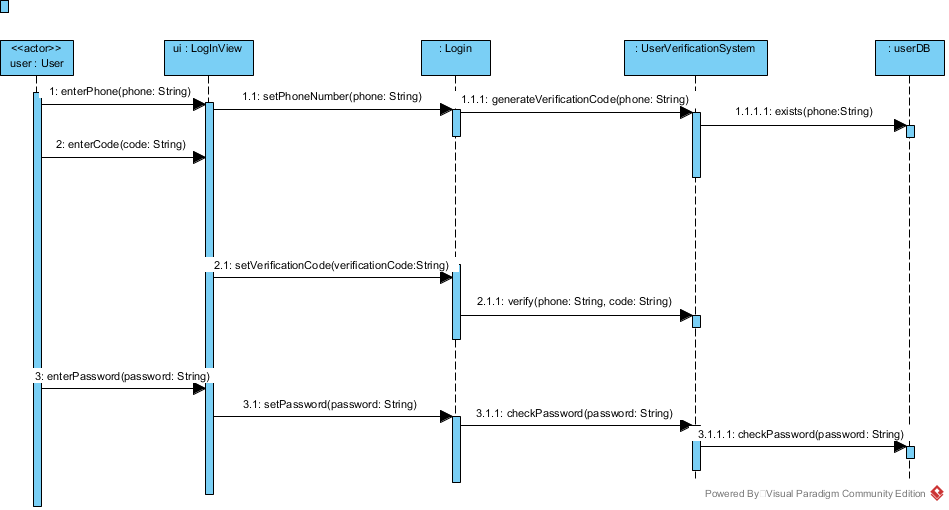 <<actor>>
user : User
ui : LogInView
: Login
: UserVerificationSystem
: userDB
1: enterPhone(phone: String)
1.1: setPhoneNumber(phone: String)
1.1.1: generateVerificationCode(phone: String)
1.1.1.1: exists(phone:String)
2: enterCode(code: String)
2.1: setVerificationCode(verificationCode:String)
2.1.1: verify(phone: String, code: String)
3: enterPassword(password: String)
3.1: setPassword(password: String)
3.1.1: checkPassword(password: String)
3.1.1.1: checkPassword(password: String)
Powered By Visual Paradigm Community Edition